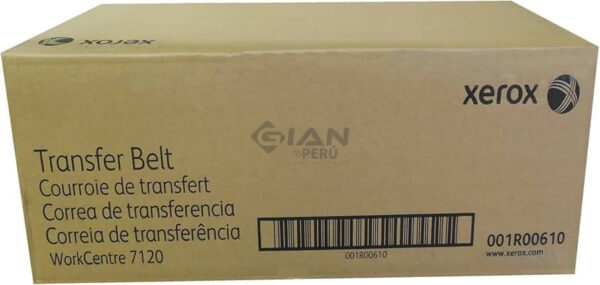 xerox
xerox
GIAN
PERÚ
Transfer Belt
Courroie de transfert
Correa de transferencia
Correia de transferência
WorkCentre 7120
001R00610
001R00610
www.xerox.com